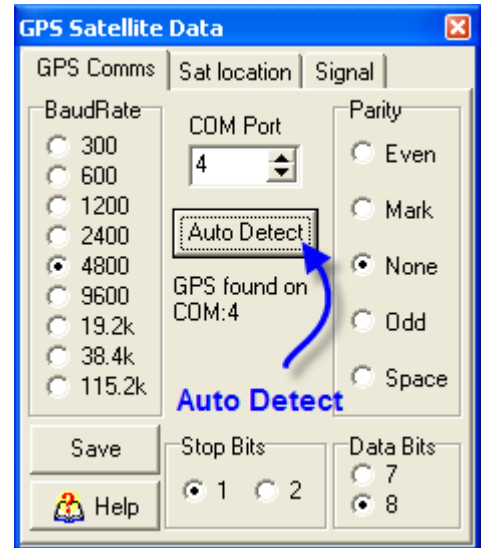 GPS Satellite Data
GPS Comms
Sat location
Signal
BaudRate
300
600
1200
2400
4800
9600
19.2k
38.4k
115.2k
COM Port
4
Auto Detect
GPS found on
COM:4
Auto Detect
Parity
Even
Mark
None
Odd
Space
Save
Help
Stop Bits
1
2
Data Bits
7
8